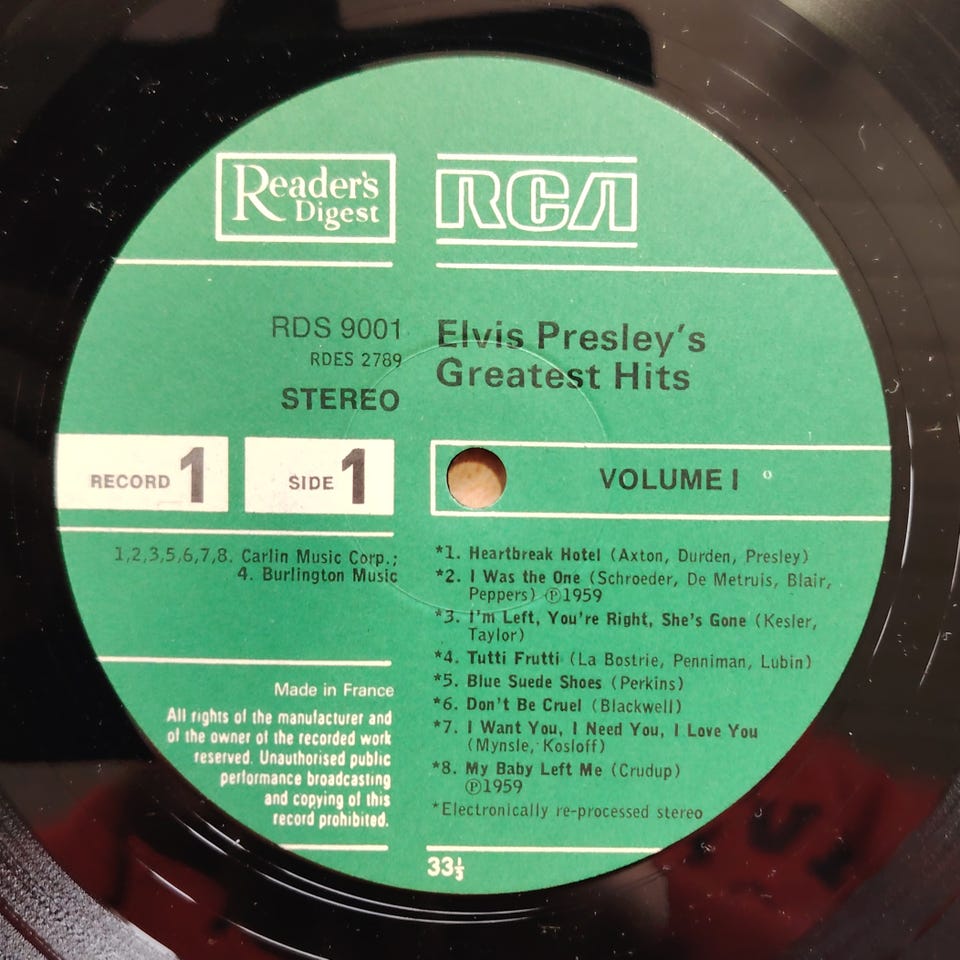 Reader's
Digest
RCA
RDS 9001
RDES 2789
STEREO
Elvis Presley's
Greatest Hits
RECORD 1
SIDE 1
VOLUME I
1,2,3,5,6,7,8. Carlin Music Corp.;
4. Burlington Music
*1. Heartbreak Hotel (Axton, Durden, Presley)
*2. I Was the One (Schroeder, De Metruis, Blair,
Peppers) ℗1959
*3. I'm Left, You're Right, She's Gone (Kesler,
Taylor)
*4. Tutti Frutti (La Bostrie, Penniman, Lubin)
*5. Blue Suede Shoes (Perkins)
*6. Don't Be Cruel (Blackwell)
*7. I Want You, I Need You, I Love You
(Mynsle, Kosloff)
*8. My Baby Left Me (Crudup)
℗1959
*Electronically re-processed stereo
Made in France
All rights of the manufacturer and
of the owner of the recorded work
reserved. Unauthorised public
performance broadcasting
and copying of this
record prohibited.
33⅓